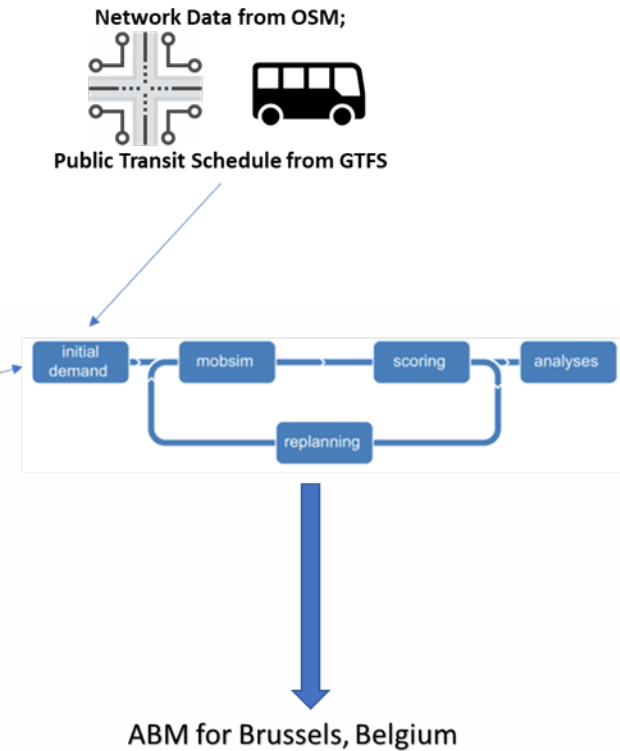 Network Data from OSM;
Public Transit Schedule from GTFS
initial
demand
mobsim
scoring
analyses
replanning
ABM for Brussels, Belgium